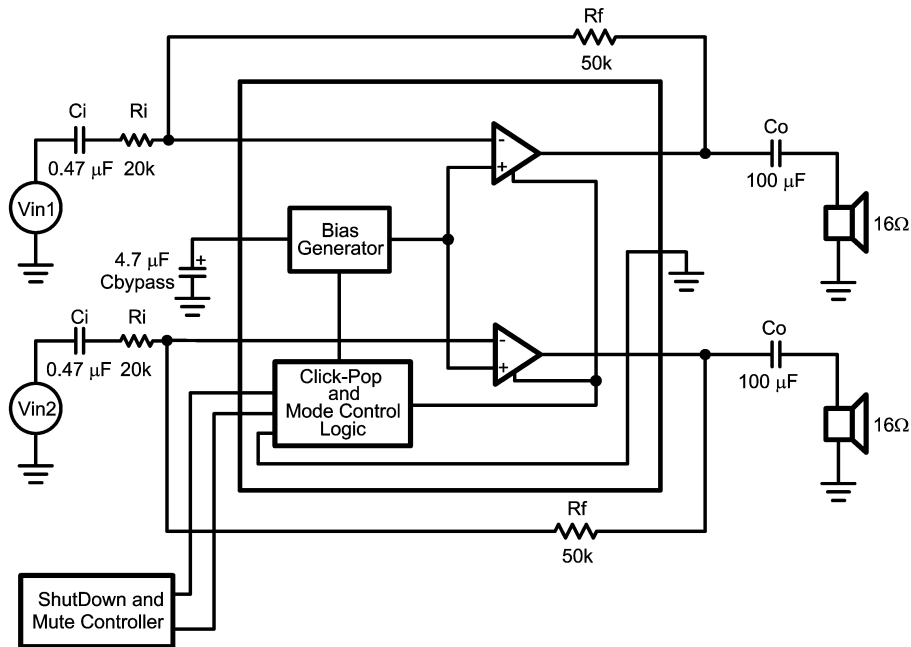 Rf
50k
Ci
Ri
0.47 μF
20k
Vin1
-
+
Co
100 μF
16Ω
Bias
Generator
4.7 μF
+
Cbypass
Ci
Ri
0.47 μF
20k
Vin2
-
+
Co
100 μF
16Ω
Click-Pop
and
Mode Control
Logic
Rf
50k
ShutDown and
Mute Controller